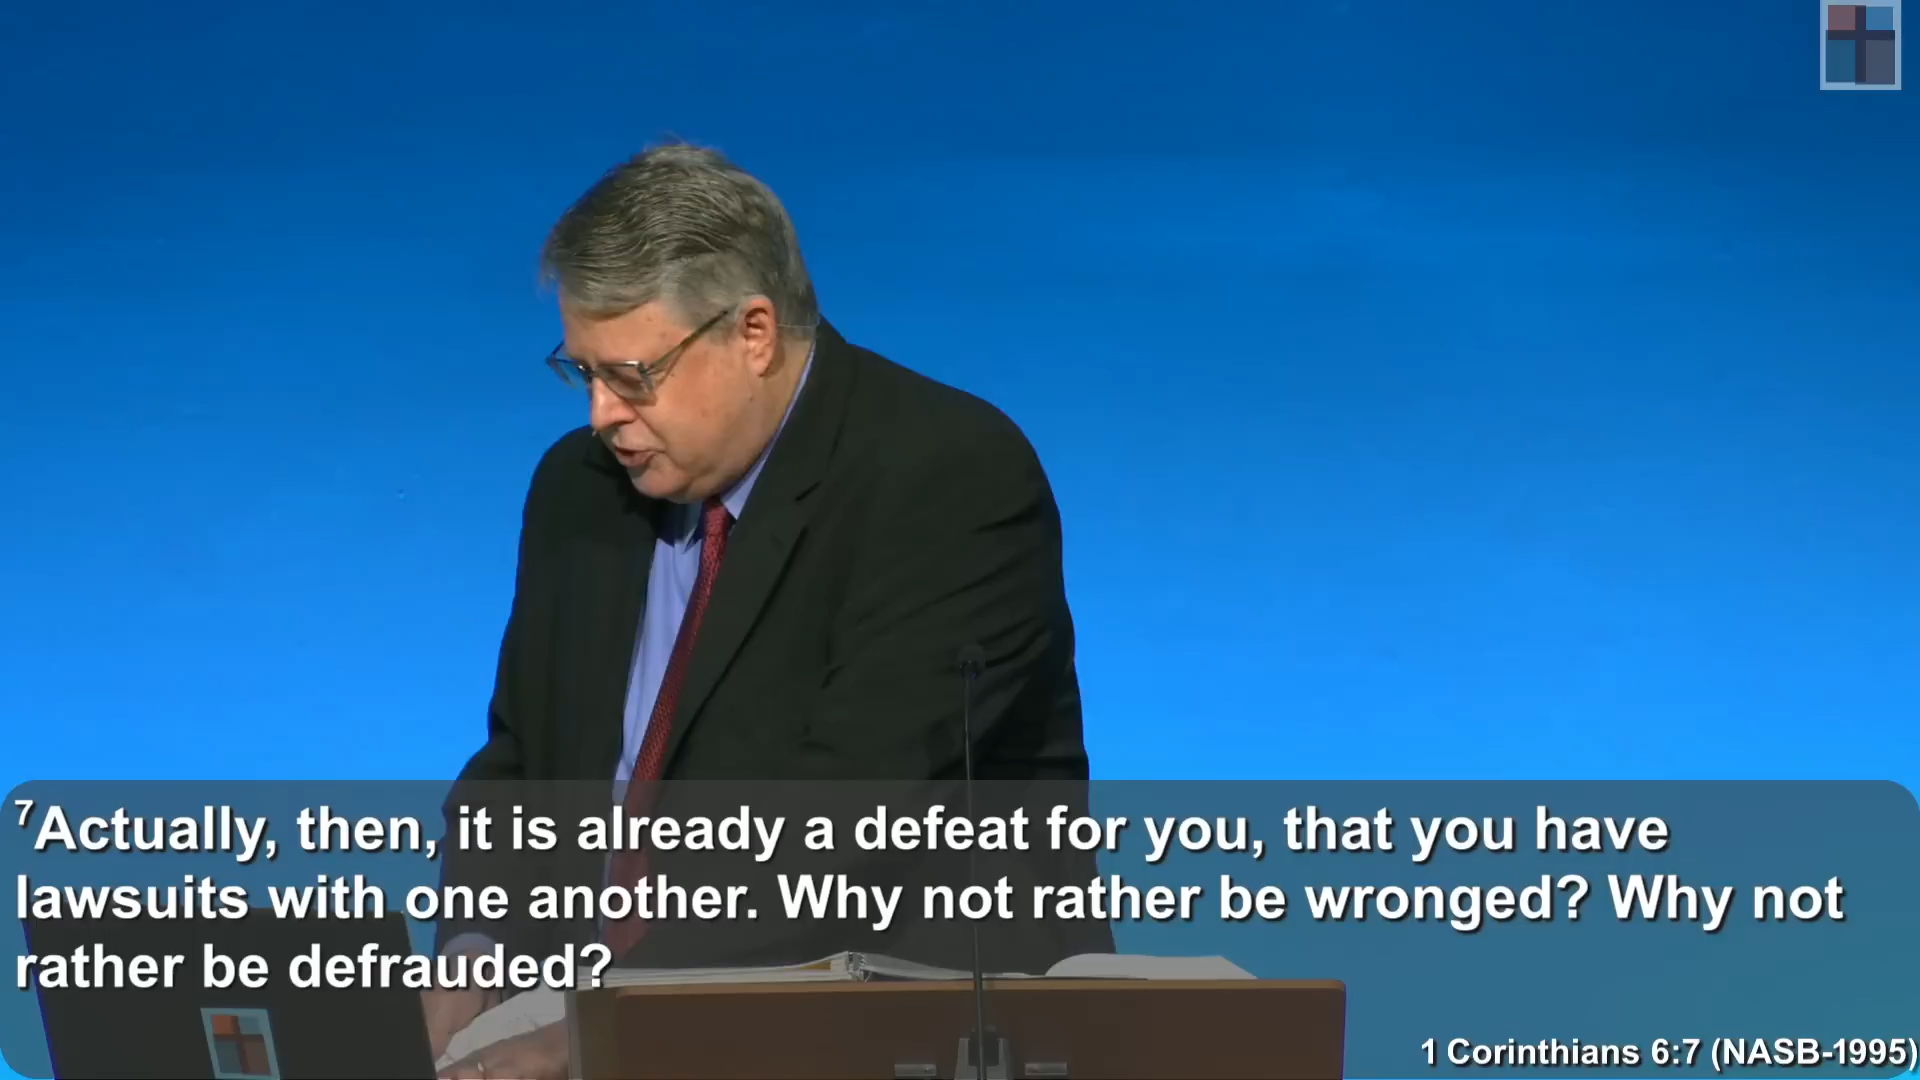 ⁷Actually, then, it is already a defeat for you, that you have
lawsuits with one another. Why not rather be wronged? Why not
rather be defrauded?
1 Corinthians 6:7 (NASB-1995)